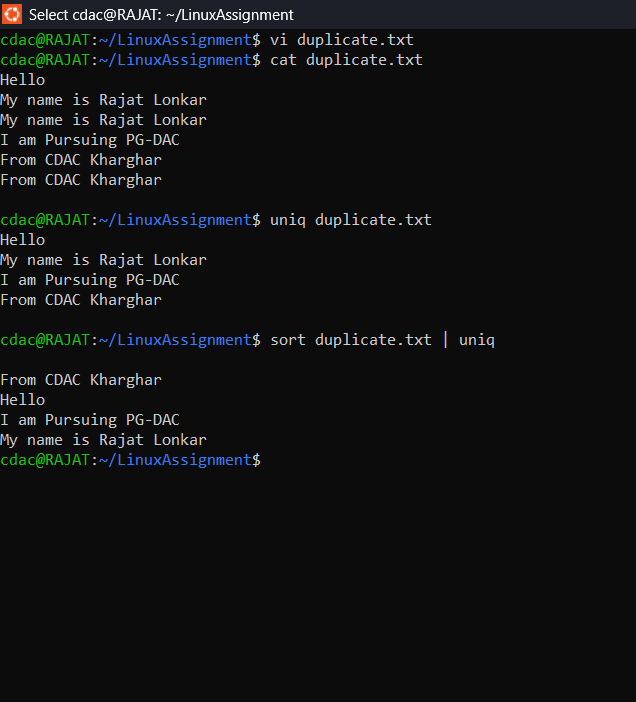 Select cdac@RAJAT: ~/LinuxAssignment
cdac@RAJAT:~/LinuxAssignment$ vi duplicate.txt
cdac@RAJAT:~/LinuxAssignment$ cat duplicate.txt
Hello
My name is Rajat Lonkar
My name is Rajat Lonkar
I am Pursuing PG-DAC
From CDAC Kharghar
From CDAC Kharghar

cdac@RAJAT:~/LinuxAssignment$ uniq duplicate.txt
Hello
My name is Rajat Lonkar
I am Pursuing PG-DAC
From CDAC Kharghar

cdac@RAJAT:~/LinuxAssignment$ sort duplicate.txt | uniq

From CDAC Kharghar
Hello
I am Pursuing PG-DAC
My name is Rajat Lonkar
cdac@RAJAT:~/LinuxAssignment$